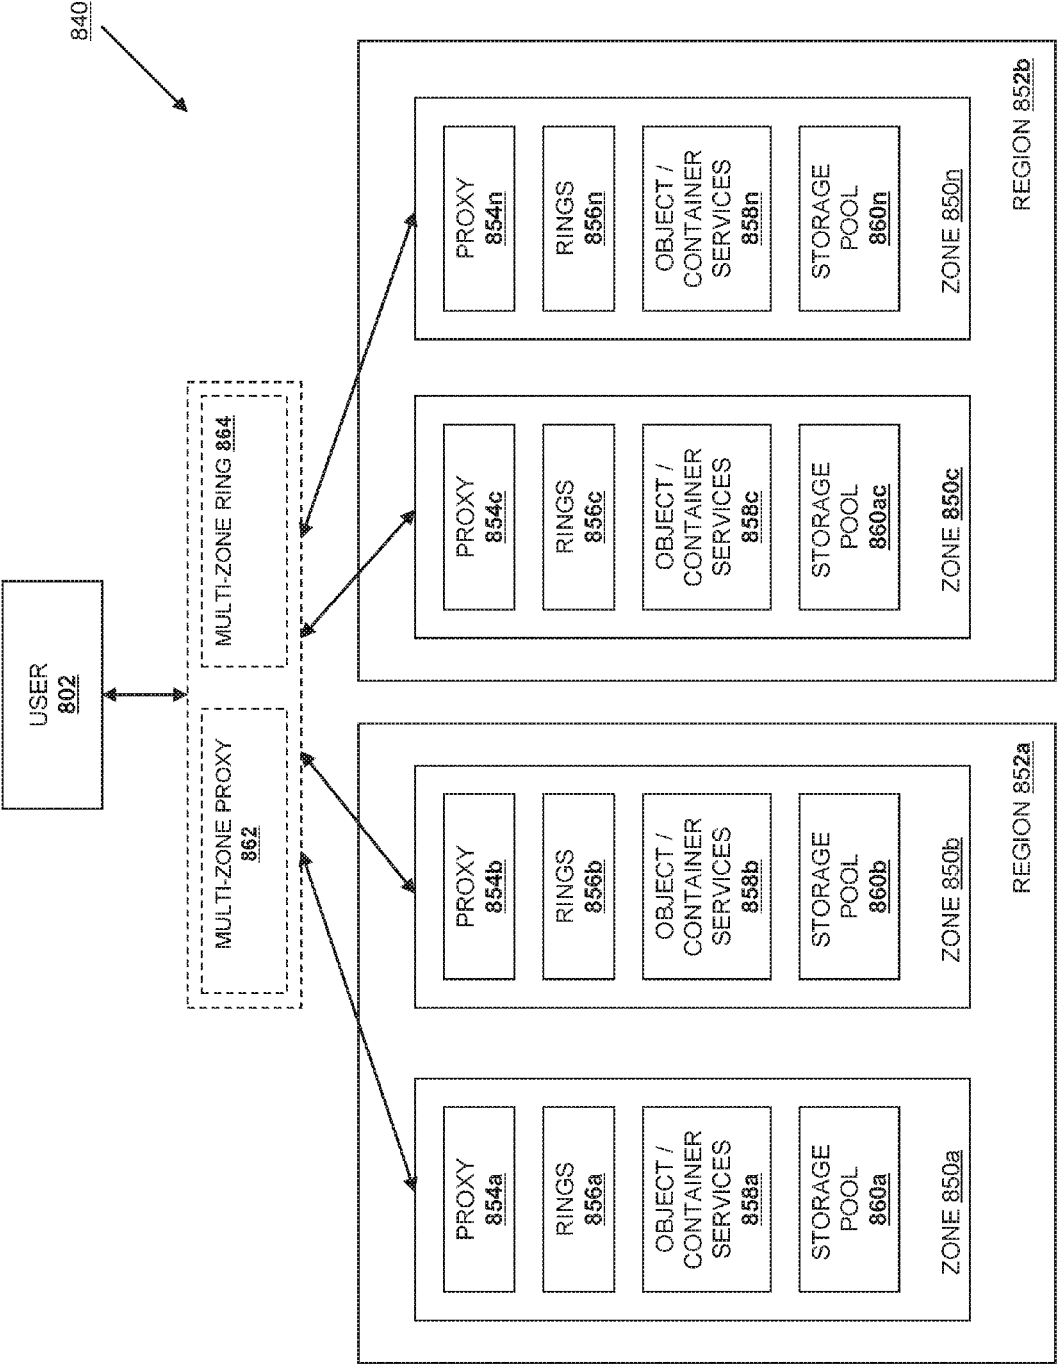 840
USER
802
MULTI-ZONE PROXY
862
MULTI-ZONE RING 864
PROXY
854a
RINGS
856a
OBJECT /
CONTAINER
SERVICES
858a
STORAGE
POOL
860a
ZONE 850a
PROXY
854b
RINGS
856b
OBJECT /
CONTAINER
SERVICES
858b
STORAGE
POOL
860b
ZONE 850b
REGION 852a
PROXY
854c
RINGS
856c
OBJECT /
CONTAINER
SERVICES
858c
STORAGE
POOL
860ac
ZONE 850c
PROXY
854n
RINGS
856n
OBJECT /
CONTAINER
SERVICES
858n
STORAGE
POOL
860n
ZONE 850n
REGION 852b